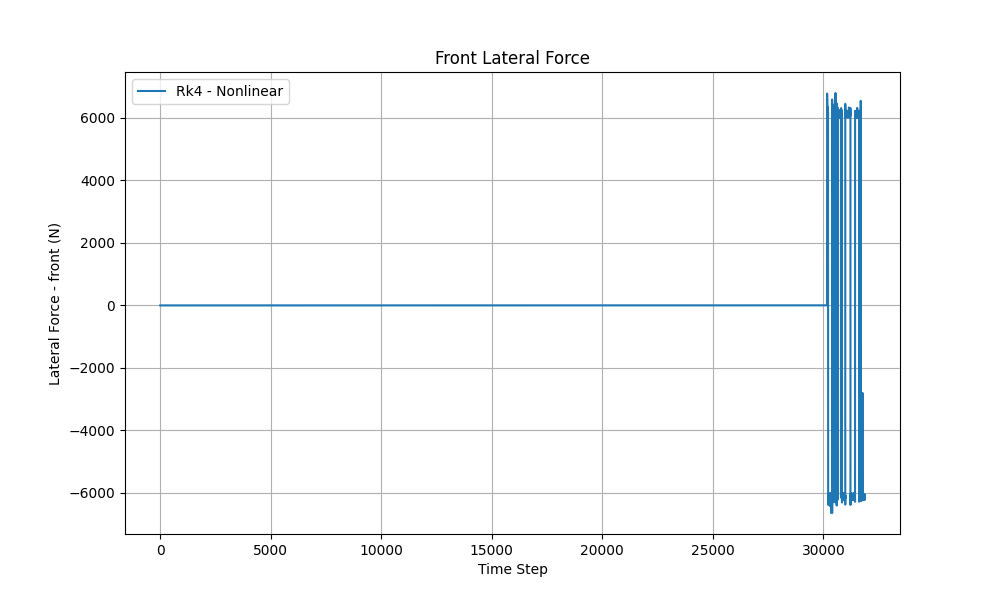 Front Lateral Force
Rk4 - Nonlinear
Lateral Force - front (N)
6000
4000
2000
0
−2000
−4000
−6000
0 5000 10000 15000 20000 25000 30000
Time Step